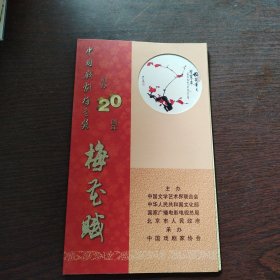 中国戏剧梅花奖
20
年
梅花赋
主办
中国文学艺术界联合会
中华人民共和国文化部
国家广播电影电视总局
北京市人民政府
承办
中国戏剧家协会